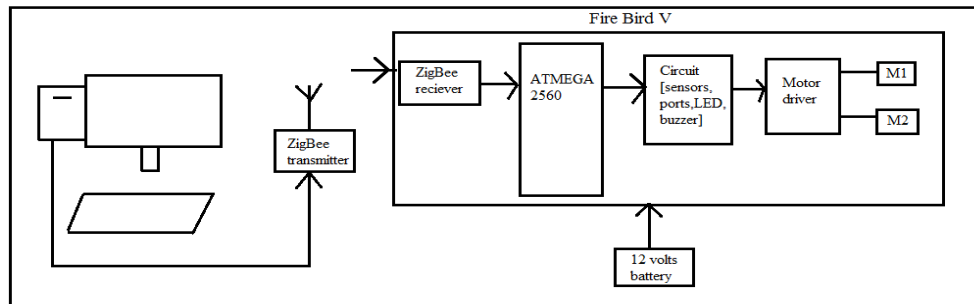 Fire Bird V
ZigBee
reciever
ATMEGA
2560
Circuit
[sensors,
ports,LED,
buzzer]
Motor
driver
M1
M2
ZigBee
transmitter
12 volts
battery